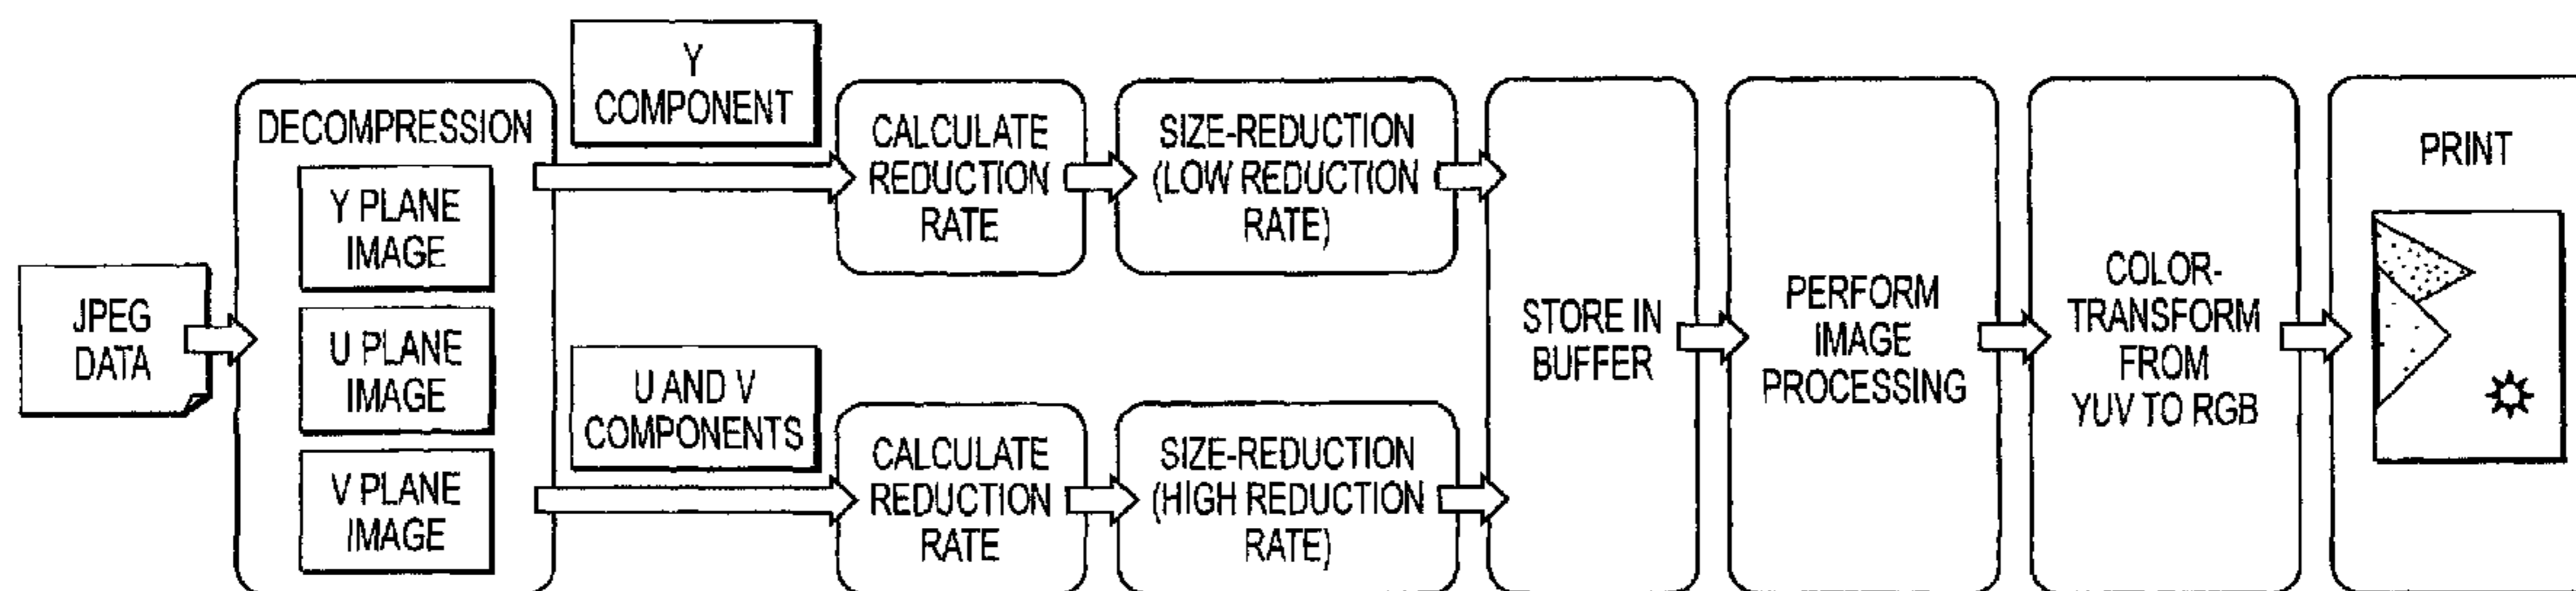 JPEG
DATA
DECOMPRESSION
Y PLANE
IMAGE
U PLANE
IMAGE
V PLANE
IMAGE
Y
COMPONENT
CALCULATE
REDUCTION
RATE
SIZE-REDUCTION
(LOW REDUCTION
RATE)
U AND V
COMPONENTS
CALCULATE
REDUCTION
RATE
SIZE-REDUCTION
(HIGH REDUCTION
RATE)
STORE IN
BUFFER
PERFORM
IMAGE
PROCESSING
COLOR-
TRANSFORM
FROM
YUV TO RGB
PRINT